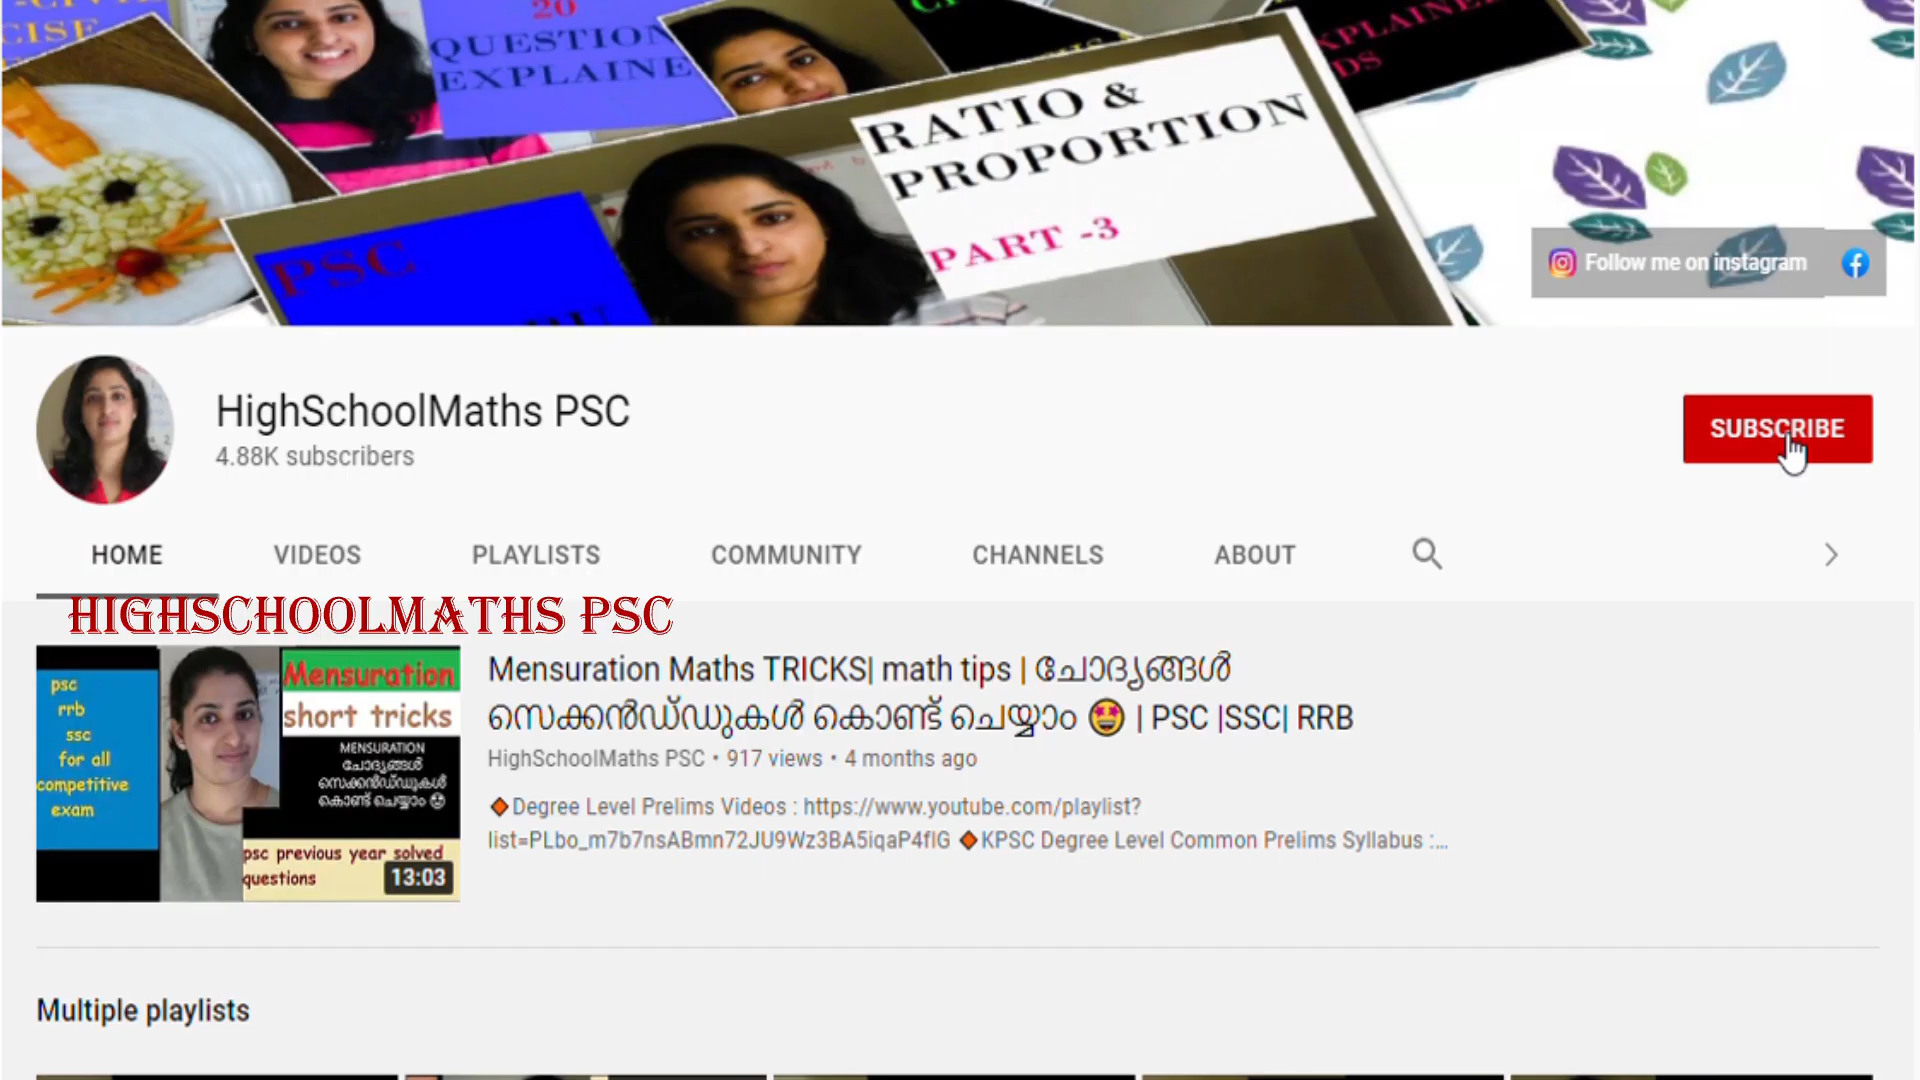 CISE
20
QUESTION
EXPLAINE
RATIO &
PROPORTION
PART -3
PSC
XPLAINE
DS
Follow me on instagram
HighSchoolMaths PSC
4.88K subscribers
SUBSCRIBE
HOME VIDEOS PLAYLISTS COMMUNITY CHANNELS ABOUT
HIGHSCHOOLMATHS PSC
psc
rrb
ssc
for all
competitive
exam
Mensuration
short tricks
MENSURATION
ചോദ്യങ്ങൾ
സെക്കൻഡ്ഡുകൾ
കൊണ്ട് ചെയ്യാം 🤩
psc previous year solved
questions
13:03
Mensuration Maths TRICKS| math tips | ചോദ്യങ്ങൾ
സെക്കൻഡ്ഡുകൾ കൊണ്ട് ചെയ്യാം 🤩 | PSC |SSC| RRB
HighSchoolMaths PSC • 917 views • 4 months ago
🔶Degree Level Prelims Videos : https://www.youtube.com/playlist?
list=PLbo_m7b7nsABmn72JU9Wz3BA5iqaP4flG 🔶KPSC Degree Level Common Prelims Syllabus :...
Multiple playlists